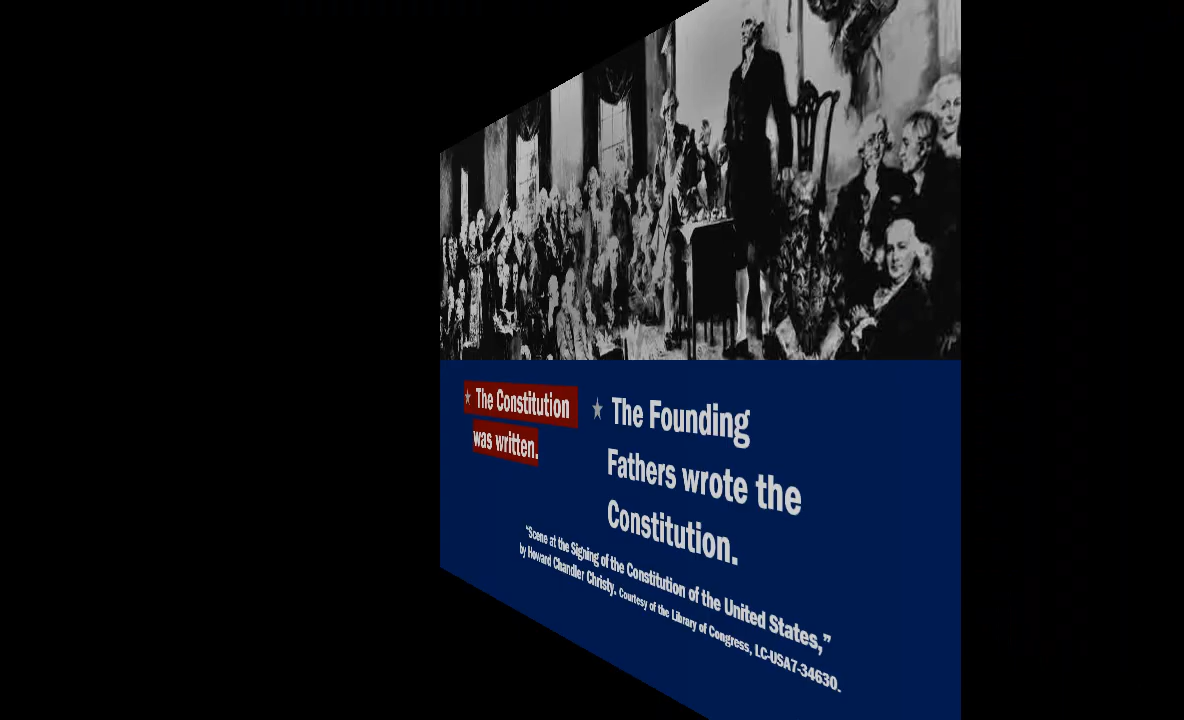 ★ The Constitution
was written.
★ The Founding
Fathers wrote the
Constitution.
“Scene at the Signing of the Constitution of the United States,”
by Howard Chandler Christy. Courtesy of the Library of Congress, LC-USA7-34630.